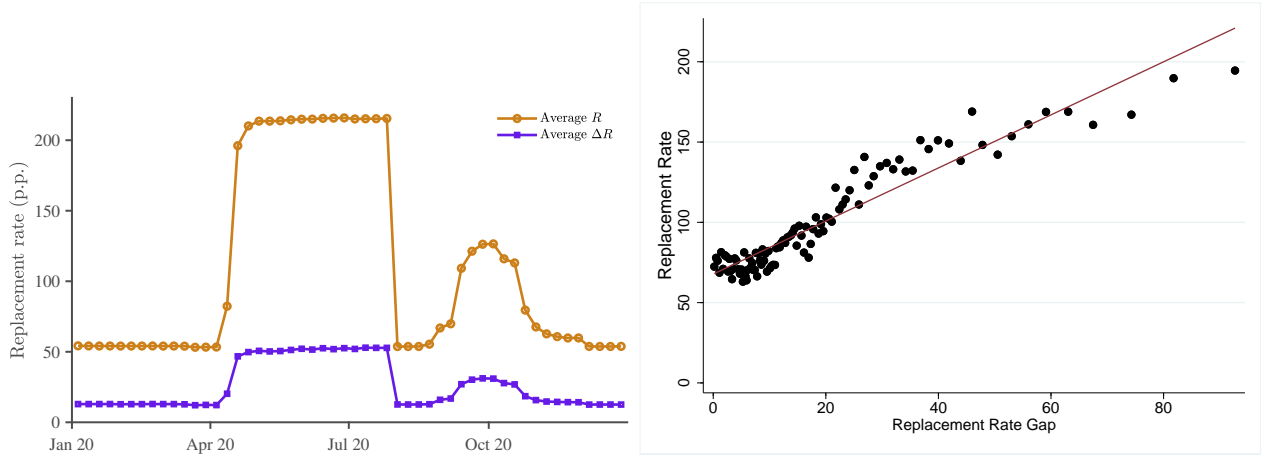 Replacement rate (p.p.)
200
150
100
50
0
Jan 20
Apr 20
Jul 20
Oct 20
Average R
Average ΔR
Replacement Rate
200
150
100
50
0
0
20
40
60
80
Replacement Rate Gap